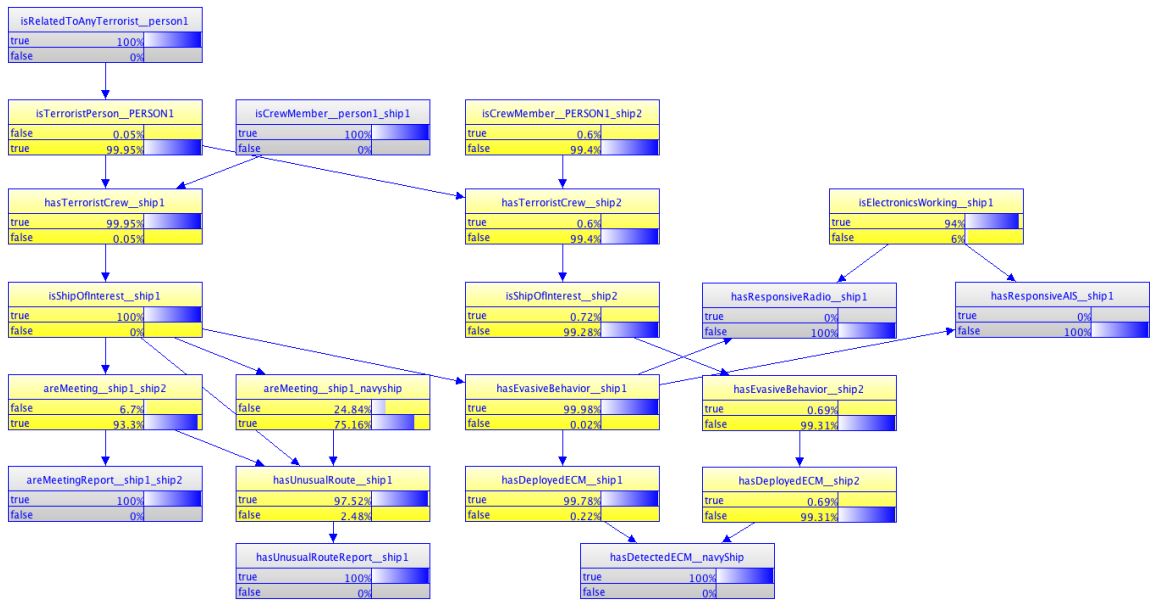 isRelatedToAnyTerrorist__person1
true 100%
false 0%
isTerroristPerson__PERSON1
false 0.05%
true 99.95%
isCrewMember__person1_ship1
true 100%
false 0%
isCrewMember__PERSON1_ship2
true 0.6%
false 99.4%
hasTerroristCrew__ship1
true 99.95%
false 0.05%
hasTerroristCrew__ship2
true 0.6%
false 99.4%
isElectronicsWorking__ship1
true 94%
false 6%
isShipOfInterest__ship1
true 100%
false 0%
isShipOfInterest__ship2
true 0.72%
false 99.28%
hasResponsiveRadio__ship1
true 0%
false 100%
hasResponsiveAIS__ship1
true 0%
false 100%
areMeeting__ship1_ship2
false 6.7%
true 93.3%
areMeeting__ship1_navyship
false 24.84%
true 75.16%
hasEvasiveBehavior__ship1
true 99.98%
false 0.02%
hasEvasiveBehavior__ship2
true 0.69%
false 99.31%
areMeetingReport__ship1_ship2
true 100%
false 0%
hasUnusualRoute__ship1
true 97.52%
false 2.48%
hasDeployedECM__ship1
true 99.78%
false 0.22%
hasDeployedECM__ship2
true 0.69%
false 99.31%
hasUnusualRouteReport__ship1
true 100%
false 0%
hasDetectedECM__navyShip
true 100%
false 0%